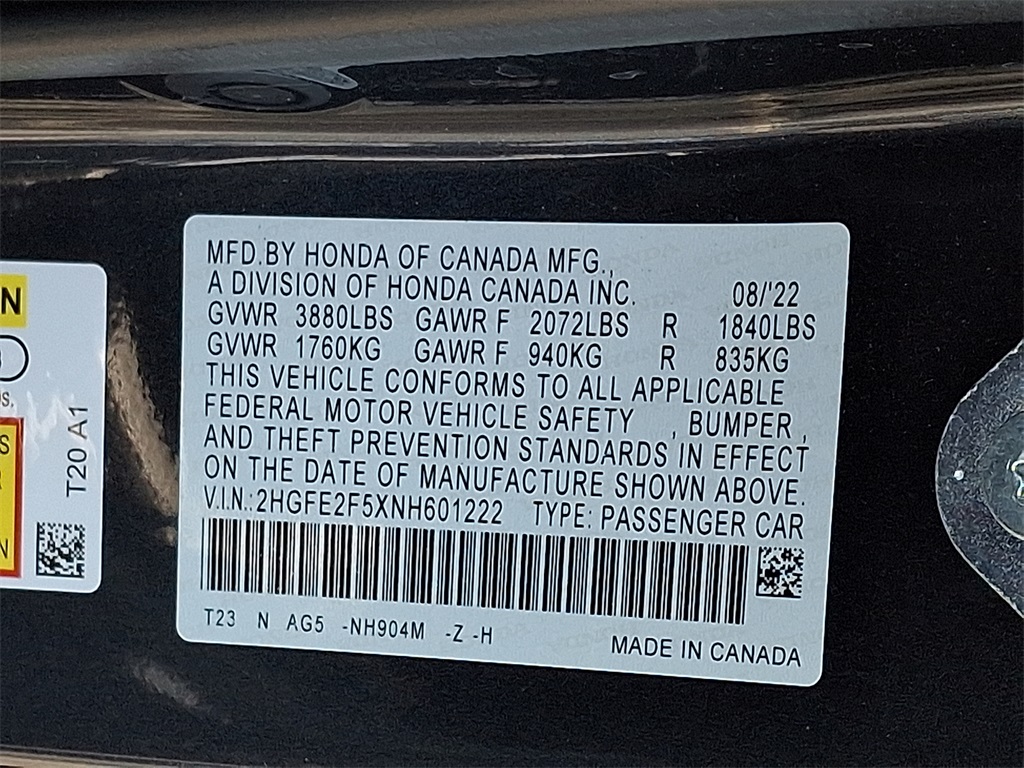 MFD.BY HONDA OF CANADA MFG.,
A DIVISION OF HONDA CANADA INC. 08/'22
GVWR 3880LBS GAWR F 2072LBS R 1840LBS
GVWR 1760KG GAWR F 940KG R 835KG
THIS VEHICLE CONFORMS TO ALL APPLICABLE
FEDERAL MOTOR VEHICLE SAFETY , BUMPER ,
AND THEFT PREVENTION STANDARDS IN EFFECT
ON THE DATE OF MANUFACTURE SHOWN ABOVE.
V.I.N.:2HGFE2F5XNH601222 TYPE: PASSENGER CAR
T23 N AG5 -NH904M -Z -H
MADE IN CANADA
T20 A1